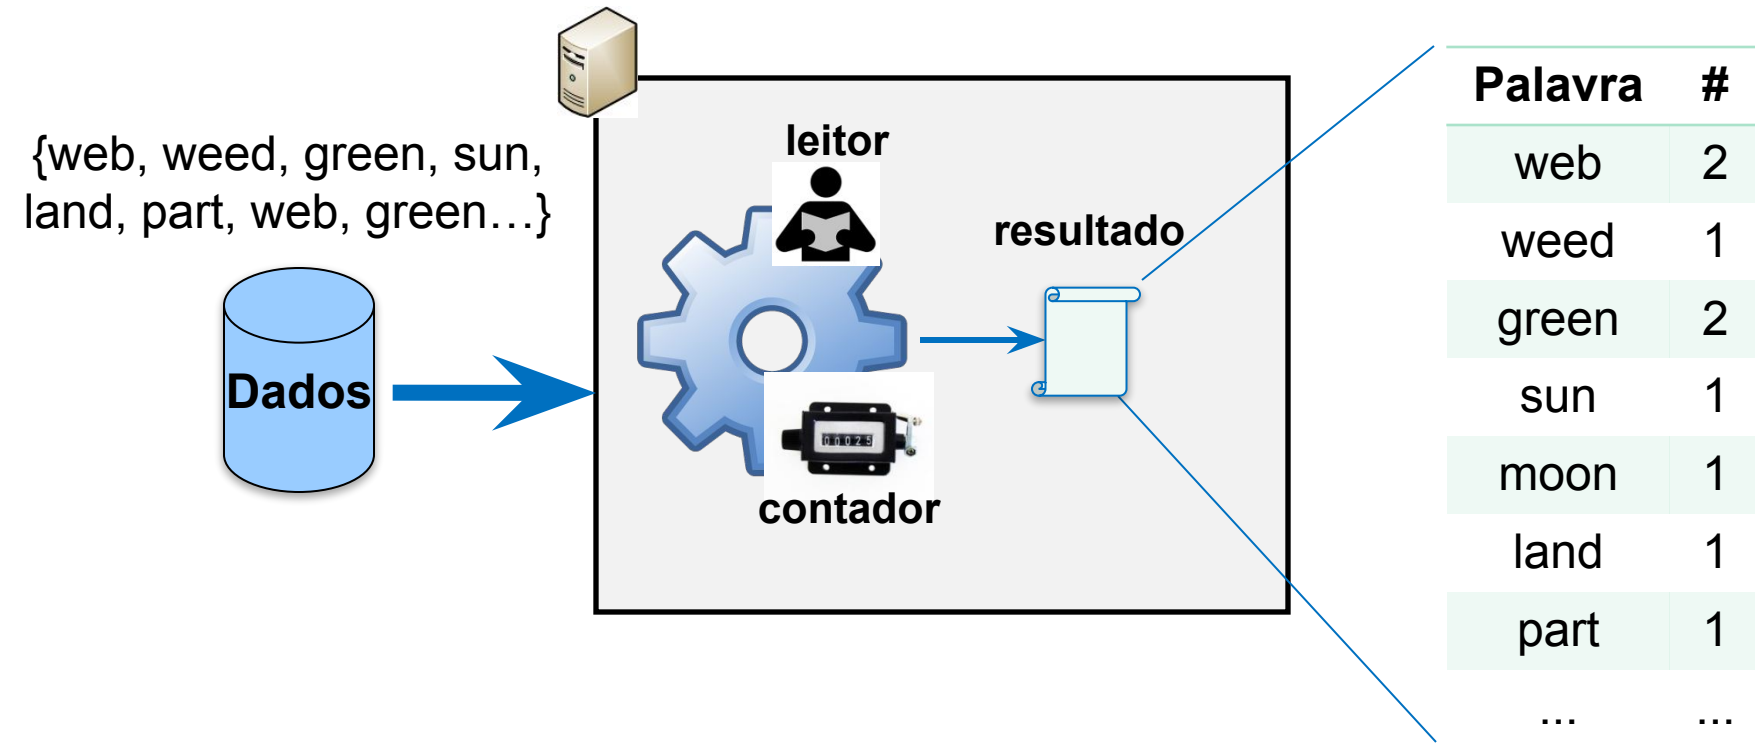 {web, weed, green, sun,
land, part, web, green…}
Dados
leitor
00025
contador
resultado
Palavra #
web 2
weed 1
green 2
sun 1
moon 1
land 1
part 1
... ...